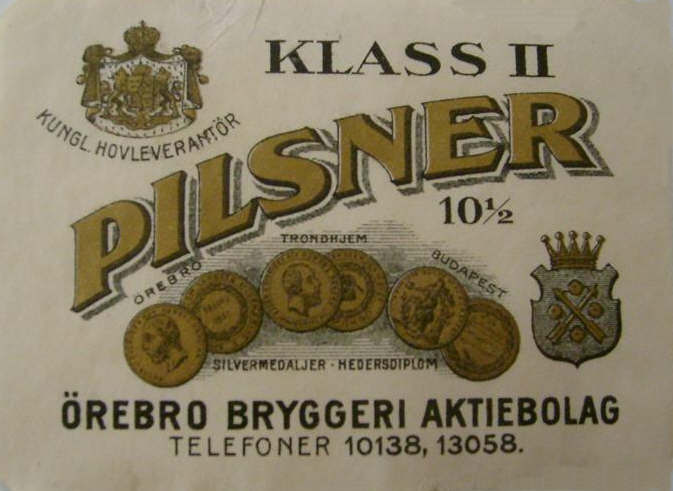 KLASS II
KUNGL. HOVLEVERANTÖR
PILSNER
10½
ÖREBRO
TRONDHJEM
BUDAPEST
SILVERMEDALJER · HEDERSDIPLOM
ÖREBRO BRYGGERI AKTIEBOLAG
TELEFONER 10138, 13058.